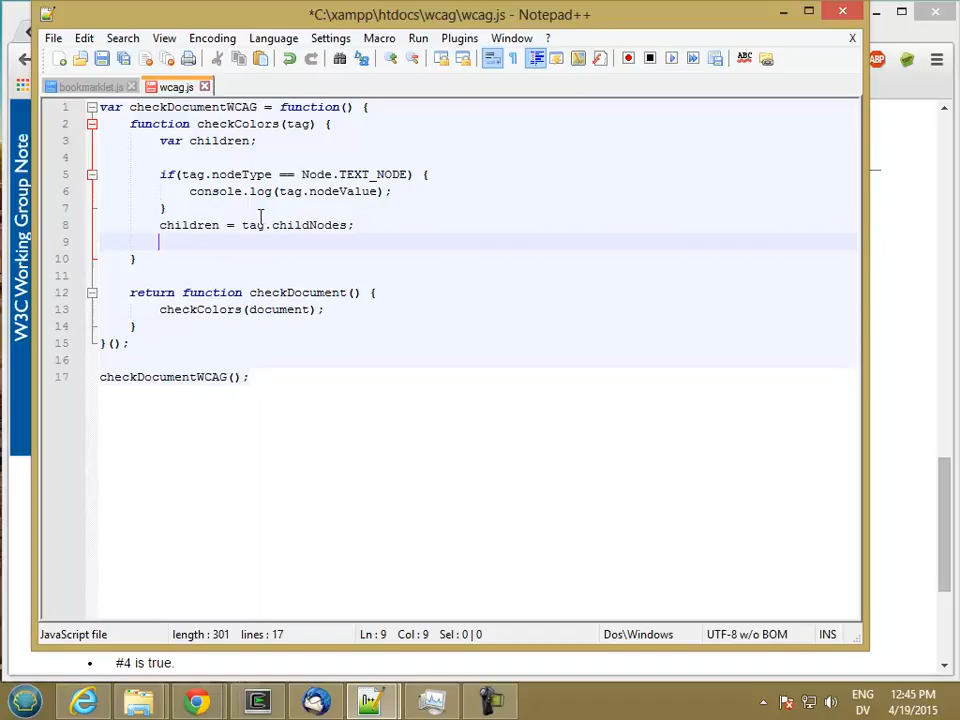 *C:\xampp\htdocs\wcag\wcag.js - Notepad++
File Edit Search View Encoding Language Settings Macro Run Plugins Window ? X
bookmarklet.js wcag.js
1 var checkDocumentWCAG = function() {
2 function checkColors(tag) {
3 var children;
4
5 if(tag.nodeType == Node.TEXT_NODE) {
6 console.log(tag.nodeValue);
7 }
8 children = tag.childNodes;
9
10 }
11
12 return function checkDocument() {
13 checkColors(document);
14 }
15 }();
16
17 checkDocumentWCAG();
W3C Working Group Note
ABP
JavaScript file length : 301 lines : 17 Ln : 9 Col : 9 Sel : 0 | 0 Dos\Windows UTF-8 w/o BOM INS
• #4 is true.
ENG 12:45 PM
DV 4/19/2015